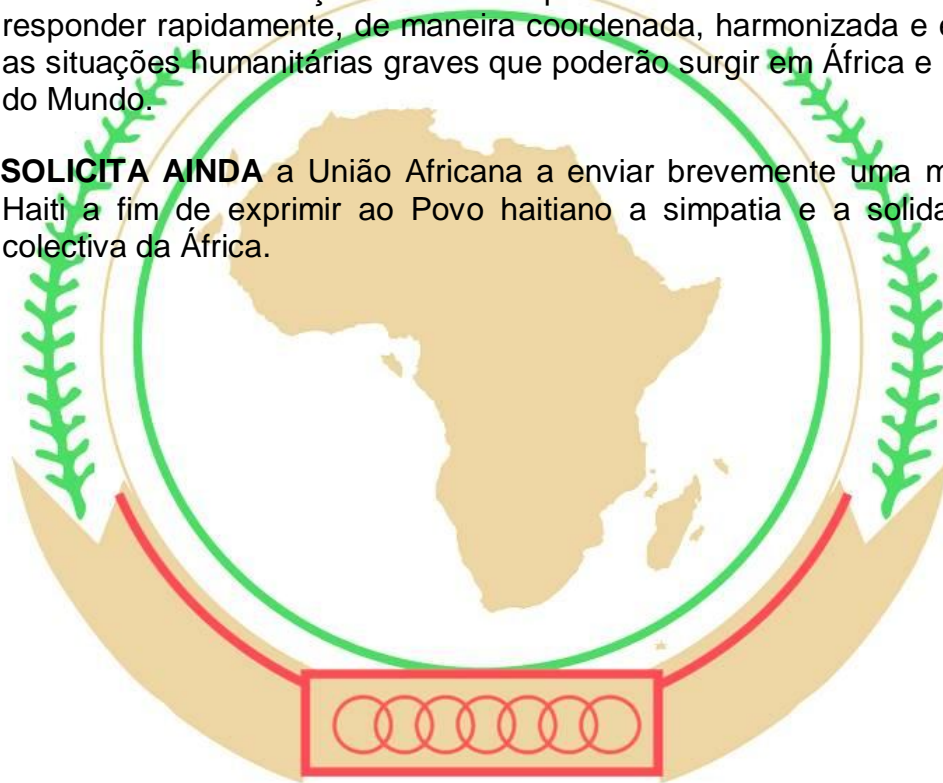 responder rapidamente, de maneira coordenada, harmonizada e
as situações humanitárias graves que poderão surgir em África e
do Mundo.
SOLICITA AINDA a União Africana a enviar brevemente uma
Haiti a fim de exprimir ao Povo haitiano a simpatia e a
colectiva da África.